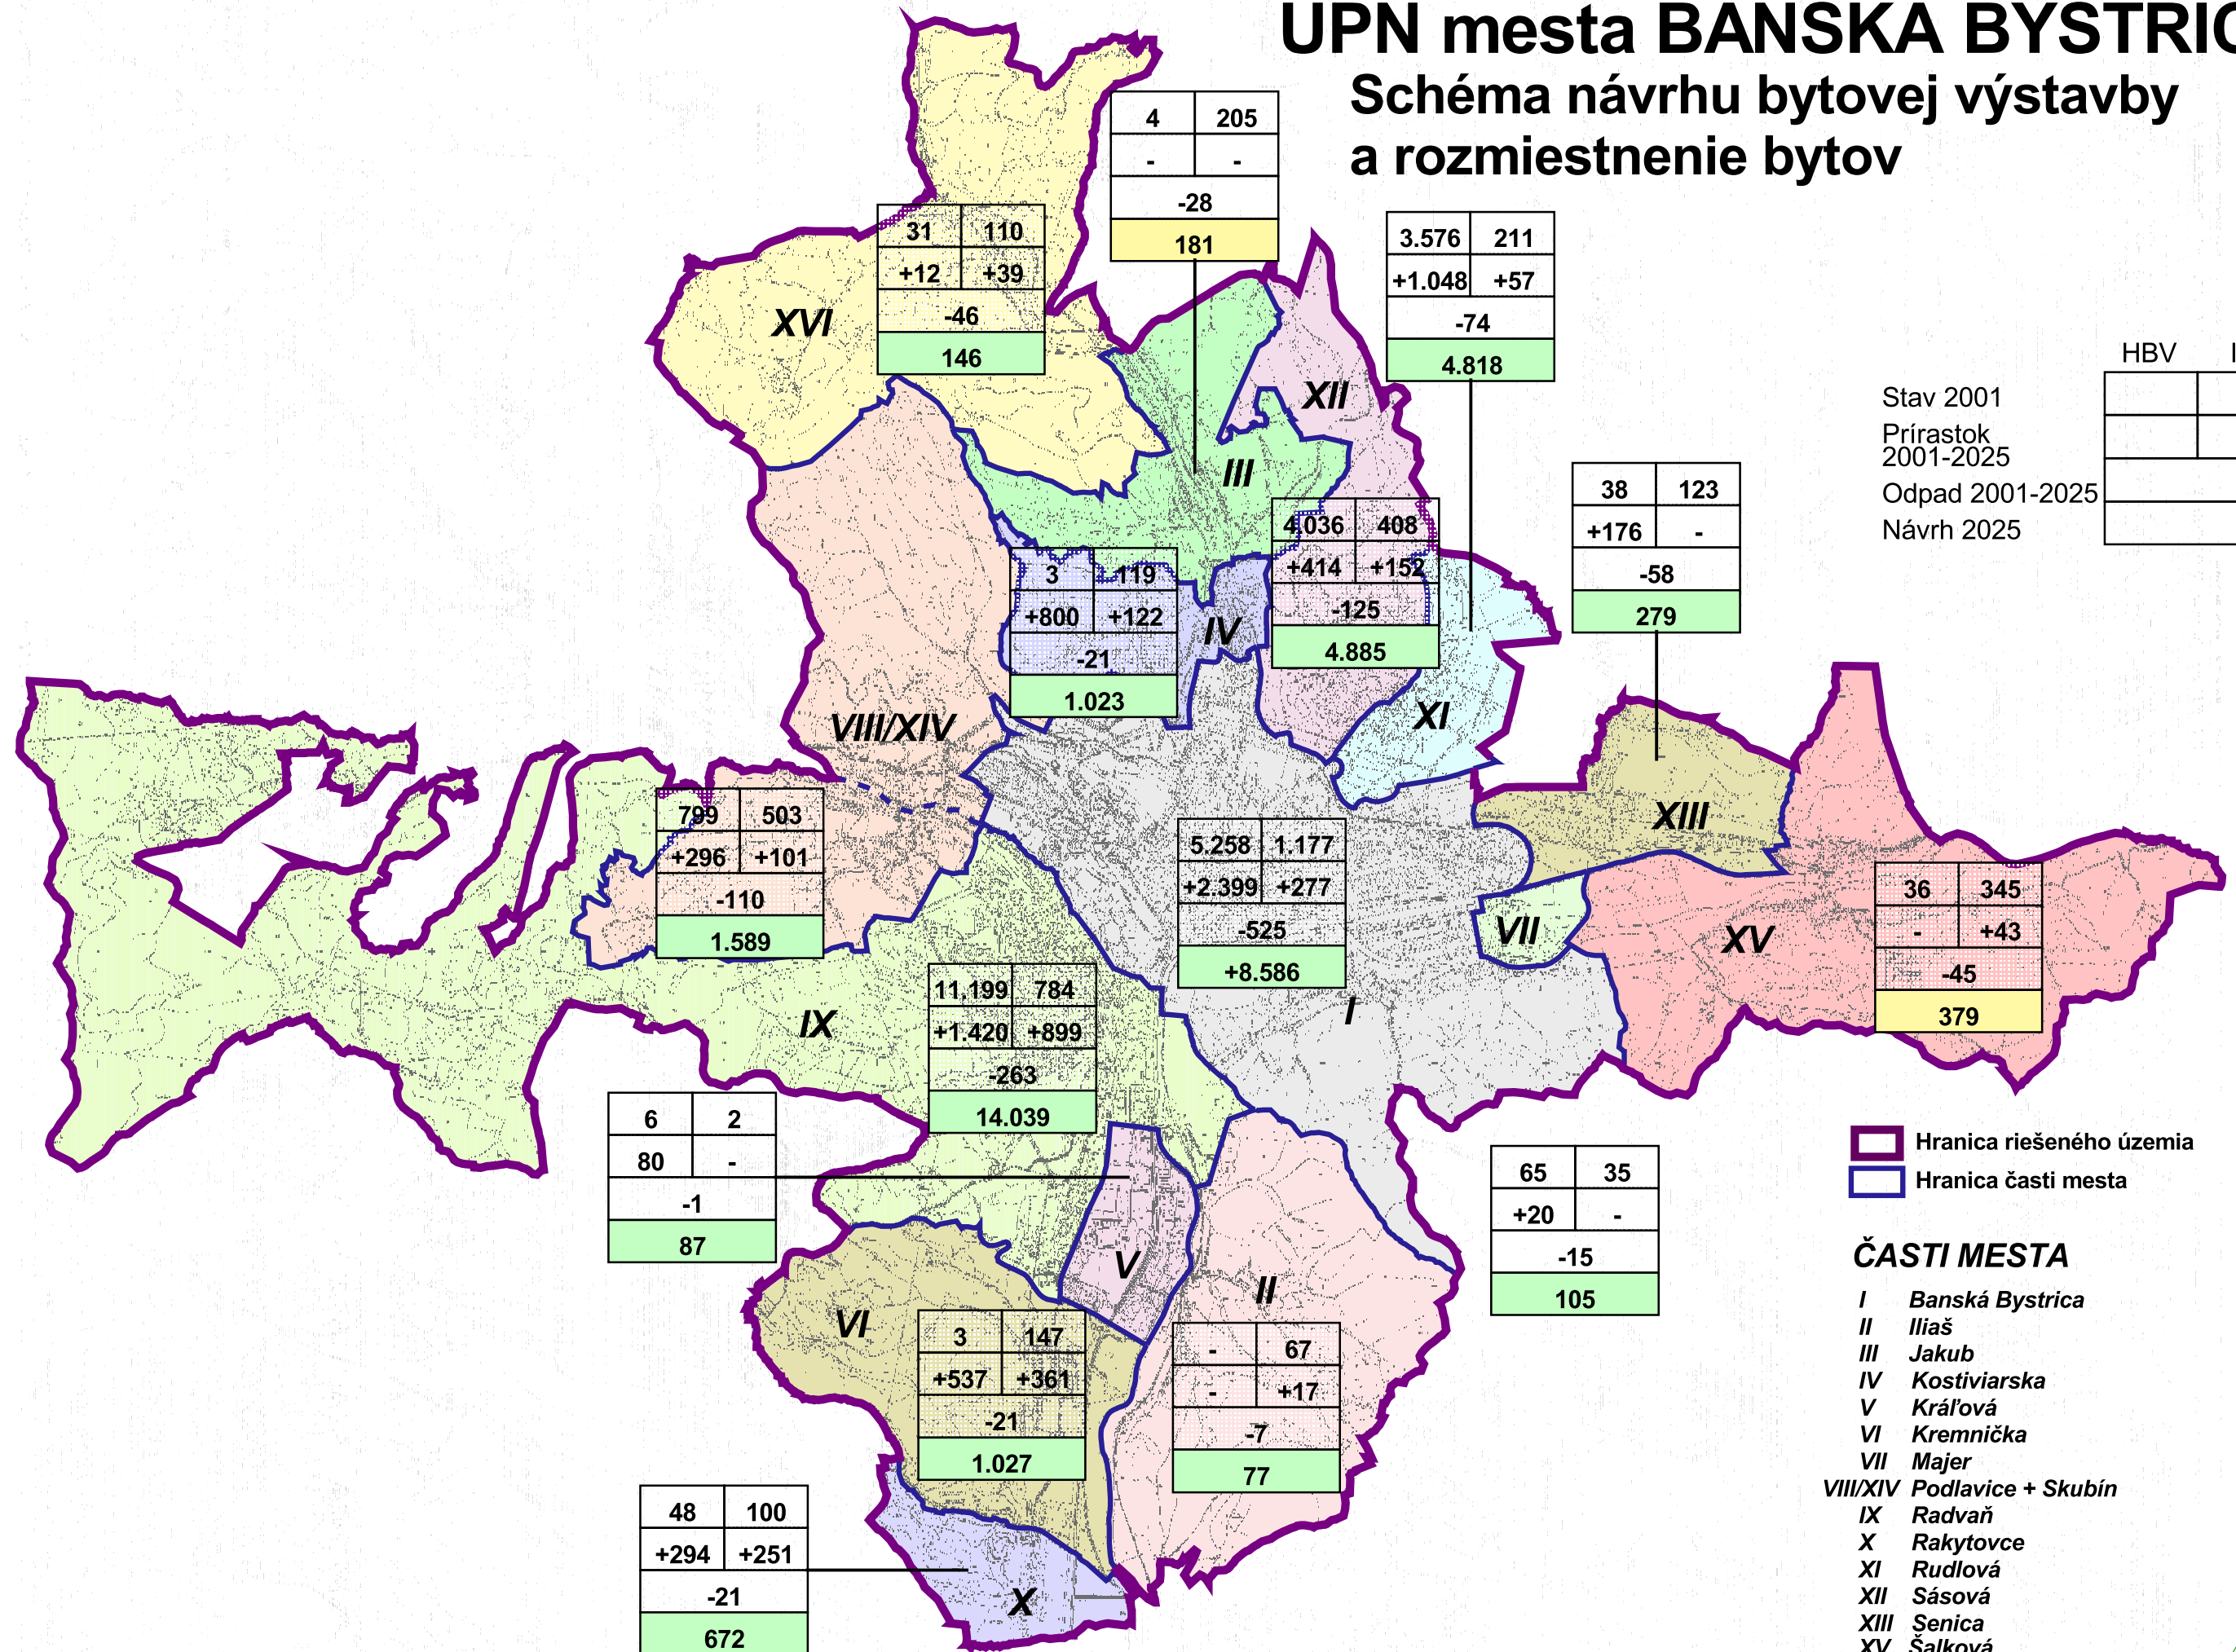 UPN mesta BANSKA BYSTRIC
Schéma návrhu bytovej výstavby
a rozmiestnenie bytov
4 205
- -
-28
181
31 110
+12 +39
-46
146
3.576 211
+1.048 +57
-74
4.818
XVI
XII
III
HBV I
Stav 2001
Prírastok
2001-2025
Odpad 2001-2025
Návrh 2025
38 123
+176 -
-58
279
4.036 408
+414 +152
-125
4.885
3 119
+800 +122
-21
1.023
IV
VIII/XIV
XI
XIII
799 503
+296 +101
-110
1.589
5.258 1.177
+2.399 +277
-525
+8.586
VII
XV
36 345
- +43
-45
379
IX
11.199 784
+1.420 +899
-263
14.039
I
6 2
80 -
-1
87
65 35
+20 -
-15
105
Hranica riešeného územia
Hranica časti mesta
V
II
VI
3 147
+537 +361
-21
1.027
- 67
- +17
-7
77
48 100
+294 +251
-21
672
X
ČASTI MESTA
I Banská Bystrica
II Iliaš
III Jakub
IV Kostiviarska
V Kráľová
VI Kremnička
VII Majer
VIII/XIV Podlavice + Skubín
IX Radvaň
X Rakytovce
XI Rudlová
XII Sásová
XIII Senica
XV Šalková